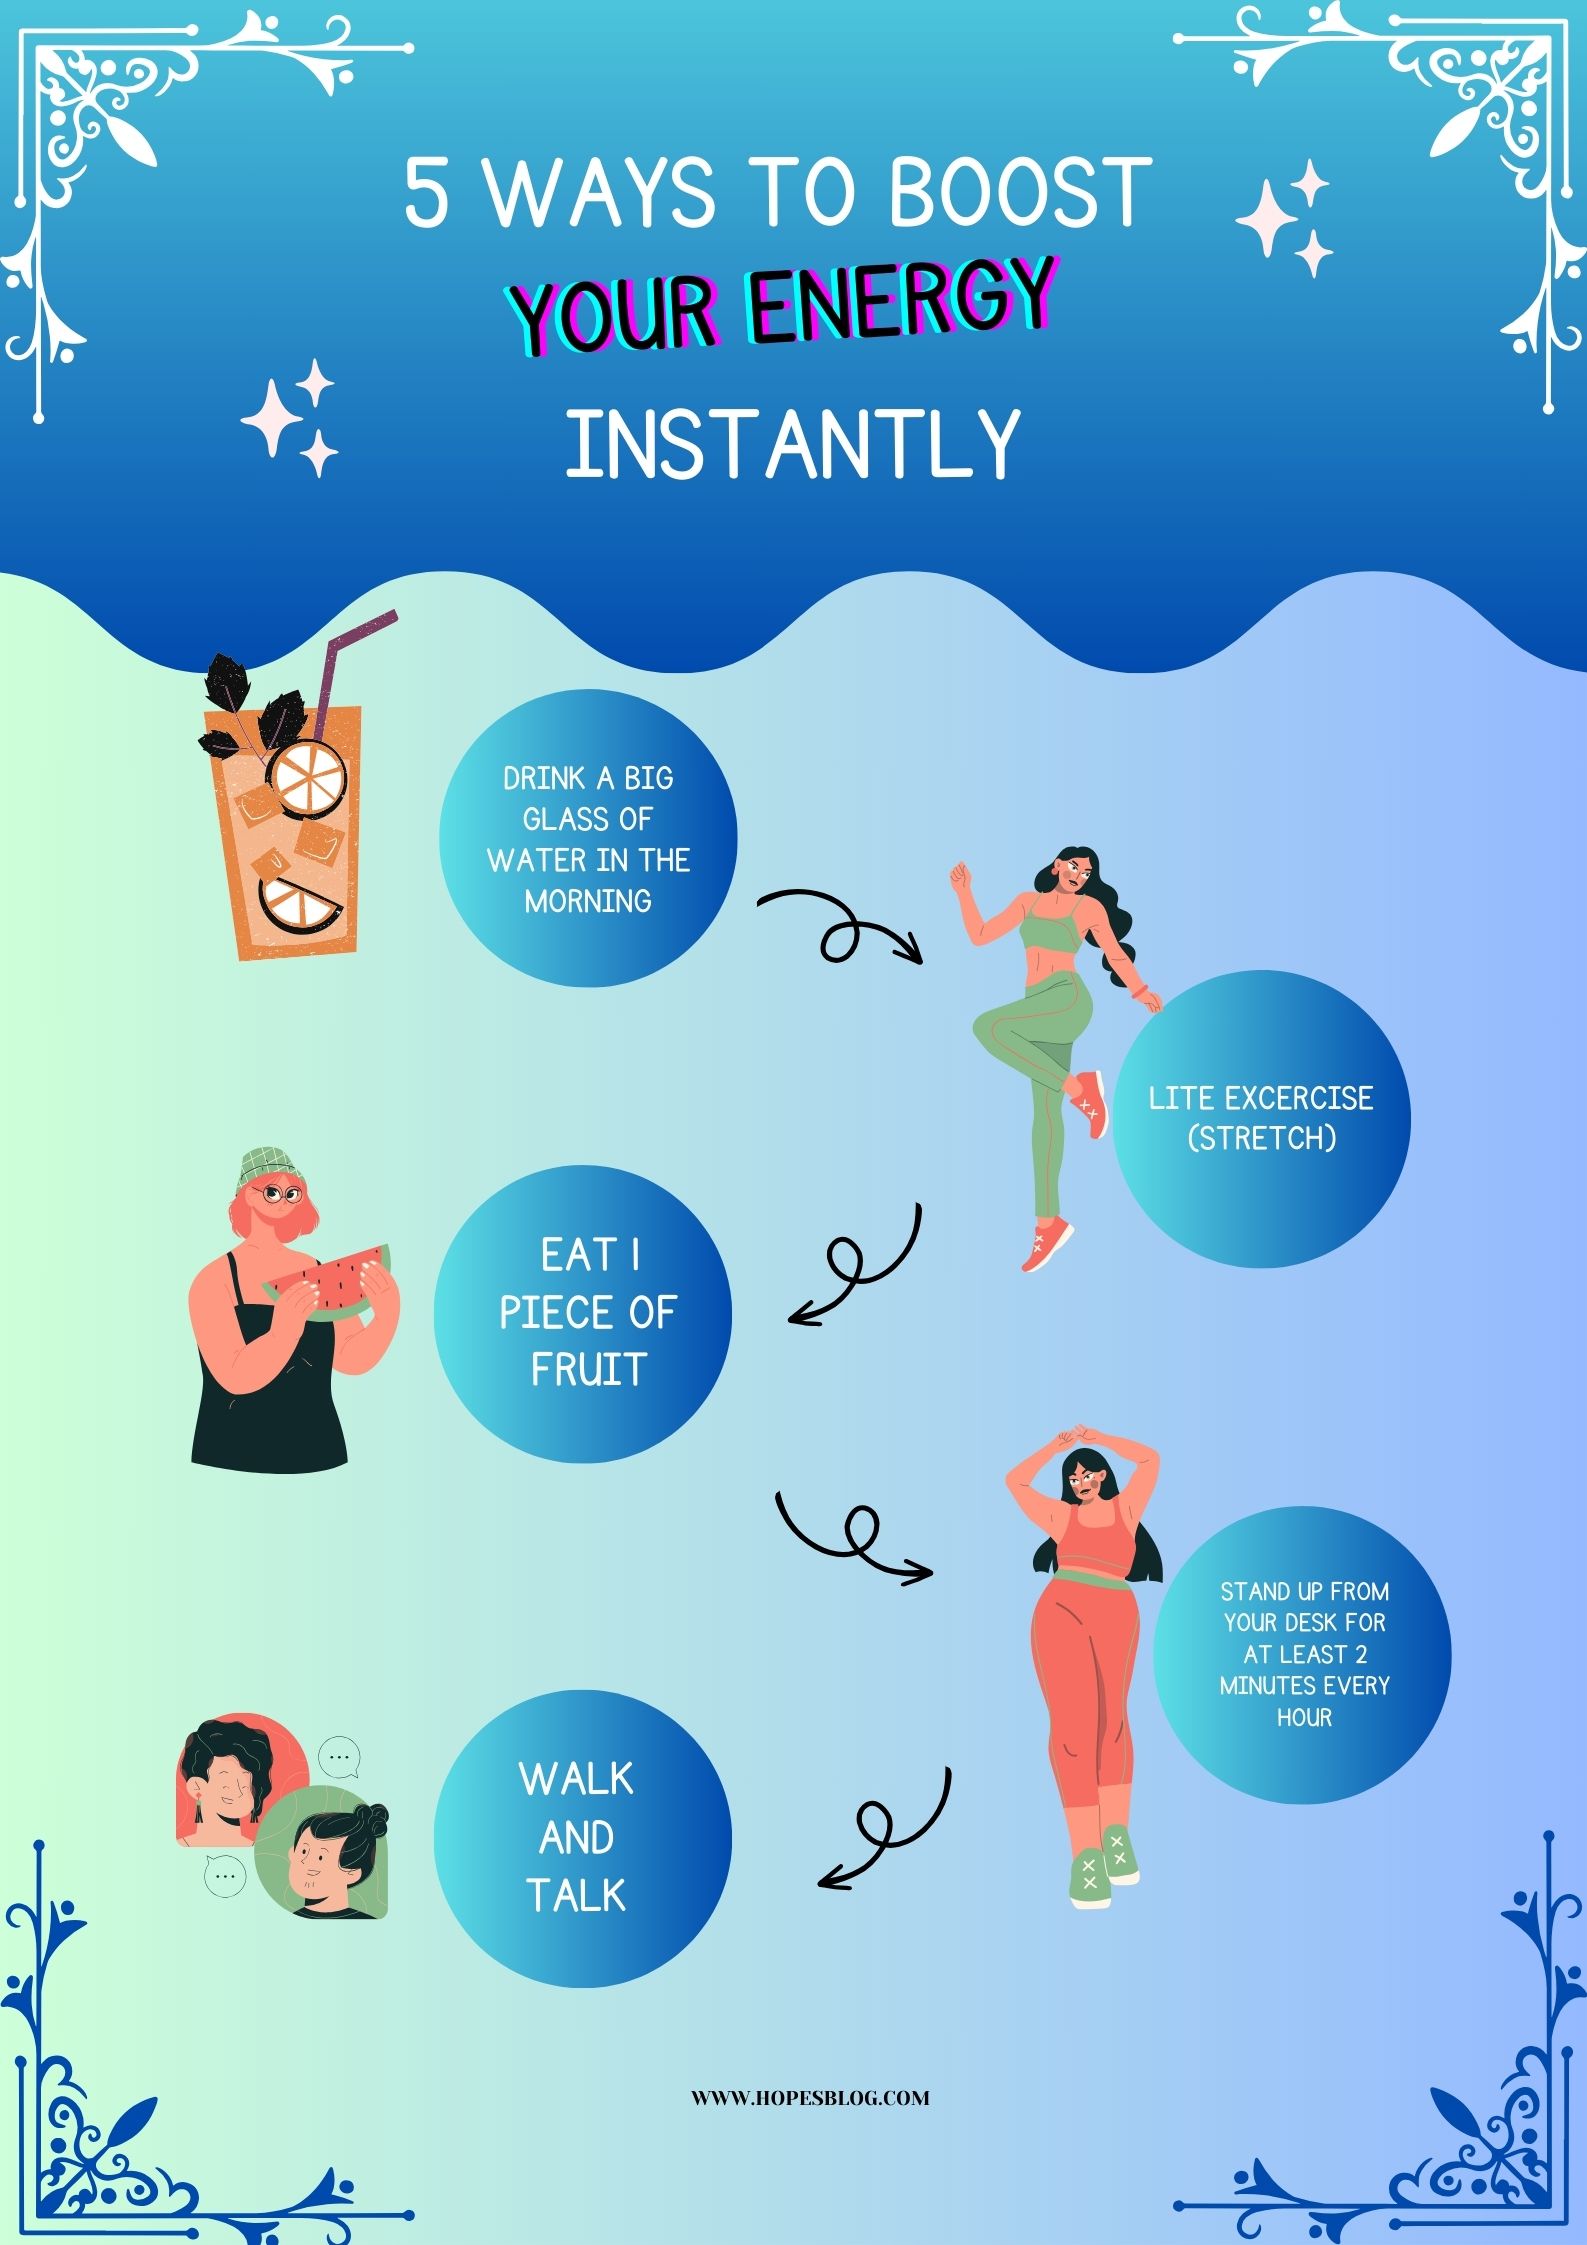 5 WAYS TO BOOST
YOUR ENERGY
INSTANTLY
DRINK A BIG
GLASS OF
WATER IN THE
MORNING
LITE EXCERCISE
(STRETCH)
EAT 1
PIECE OF
FRUIT
STAND UP FROM
YOUR DESK FOR
AT LEAST 2
MINUTES EVERY
HOUR
WALK
AND
TALK
WWW.HOPESBLOG.COM